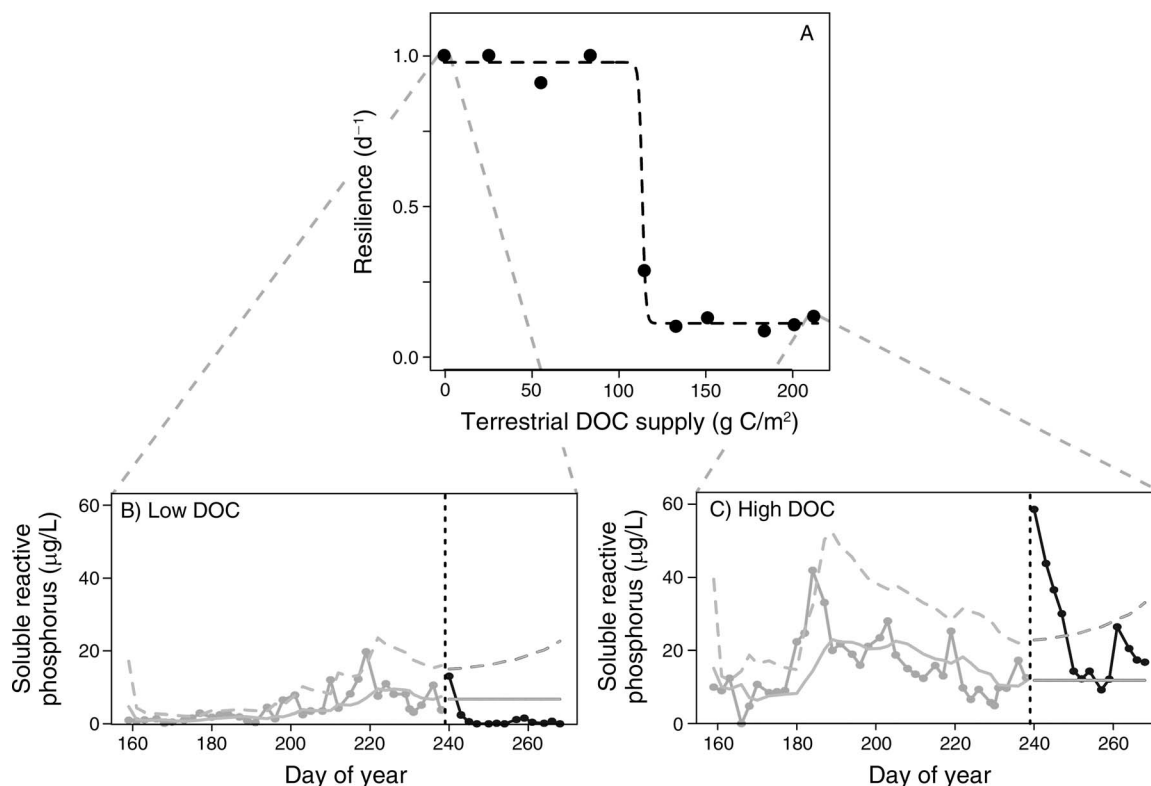 A
1.0
0.5
0.0
Resilience (d⁻¹)
0 50 100 150 200
Terrestrial DOC supply (g C/m²)
B) Low DOC
60
40
20
0
Soluble reactive
phosphorus (µg/L)
160 180 200 220 240 260
Day of year
C) High DOC
60
40
20
0
Soluble reactive
phosphorus (µg/L)
160 180 200 220 240 260
Day of year